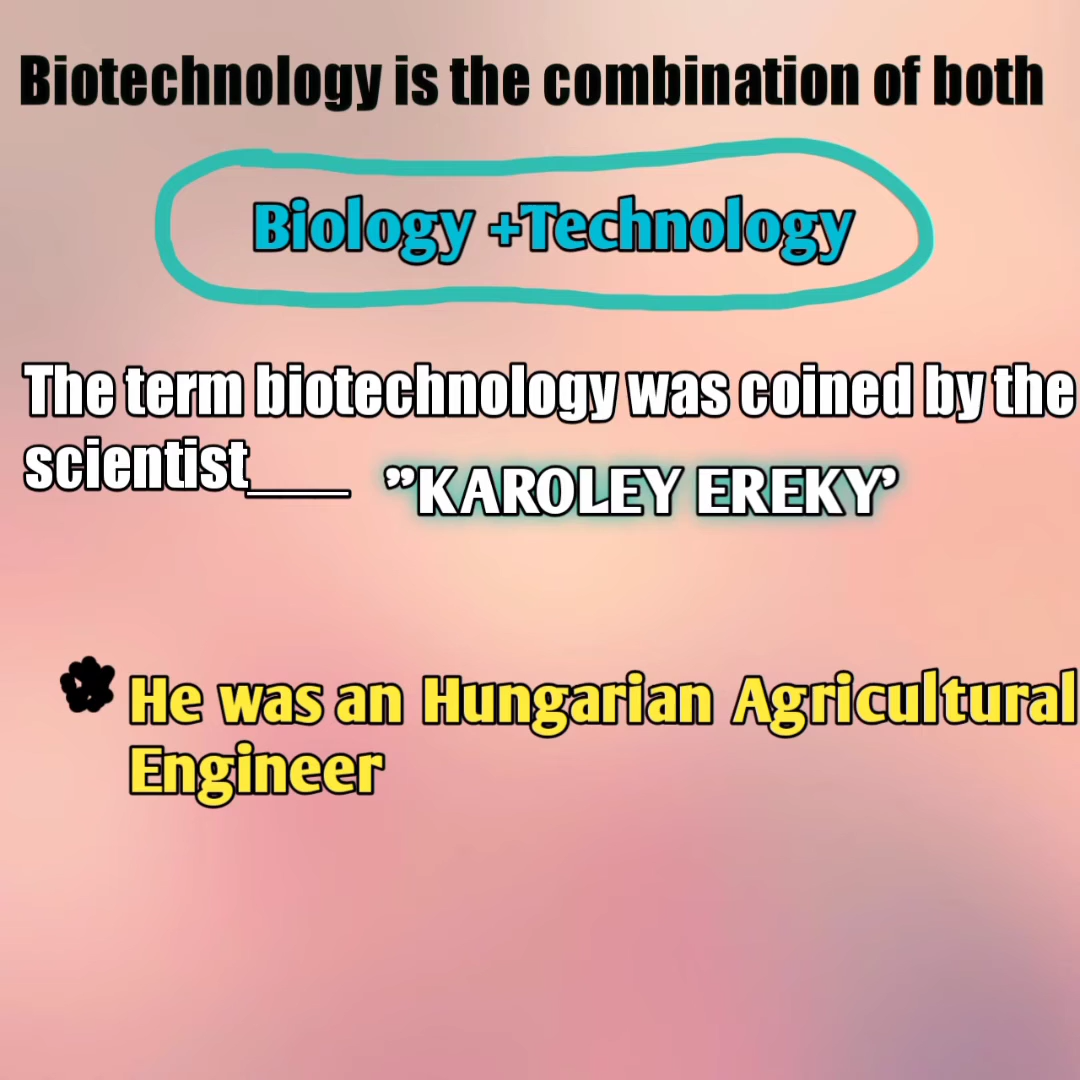 Biotechnology is the combination of both
Biology +Technology
The term biotechnology was coined by the
scientist___ ”KAROLEY EREKY’
He was an Hungarian Agricultural
Engineer